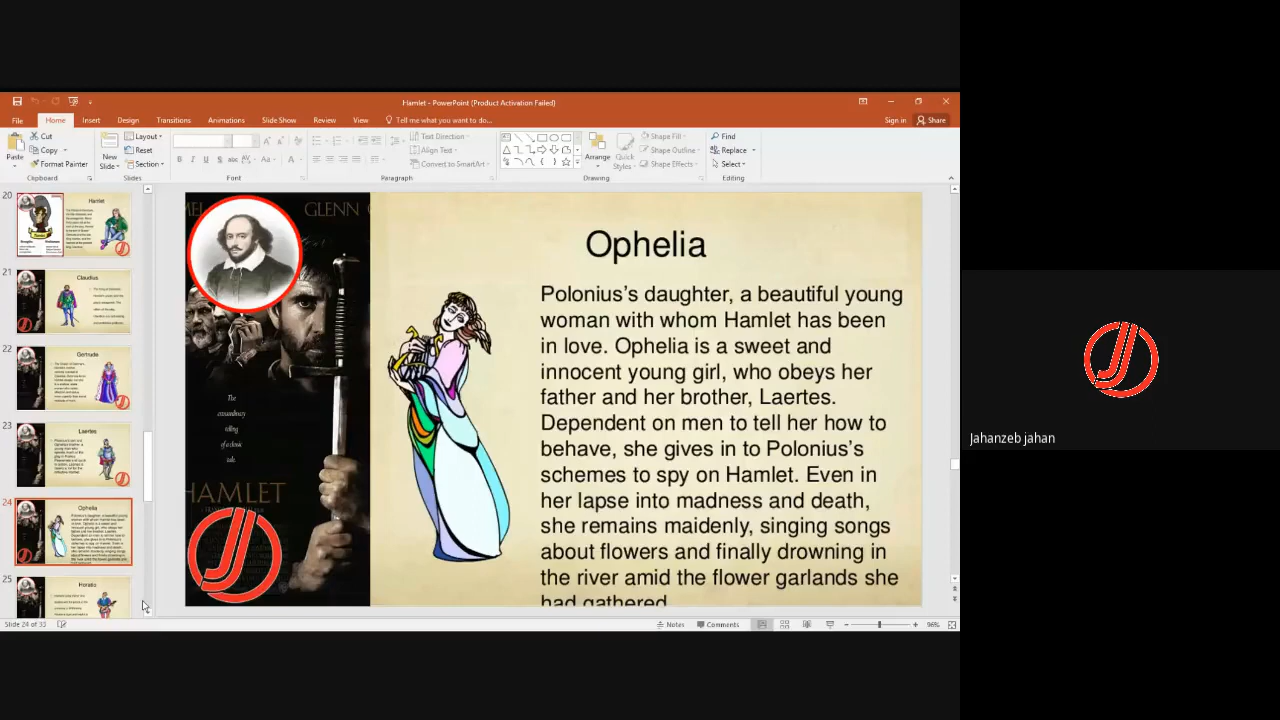 Hamlet - PowerPoint (Product Activation Failed)
File Home Insert Design Transitions Animations Slide Show Review View Tell me what you want to do... Sign in Share
Paste
Cut
Copy
Format Painter
Clipboard
New Slide
Layout
Reset
Section
Slides
Font
Text Direction
Align Text
Convert to SmartArt
Paragraph
Arrange
Quick Styles
Shape Fill
Shape Outline
Shape Effects
Drawing
Find
Replace
Select
Editing
20
Hamlet
21
Claudius
22
Gertrude
23
Laertes
24
Ophelia
25
Horatio
MEL GLENN C
The
extraordinary
telling
of a classic
tale.
HAMLET
Ophelia
Polonius’s daughter, a beautiful young
woman with whom Hamlet has been
in love. Ophelia is a sweet and
innocent young girl, who obeys her
father and her brother, Laertes.
Dependent on men to tell her how to
behave, she gives in to Polonius’s
schemes to spy on Hamlet. Even in
her lapse into madness and death,
she remains maidenly, singing songs
about flowers and finally drowning in
the river amid the flower garlands she
had gathered
Slide 24 of 33
Notes Comments 96%
Jahanzeb jahan